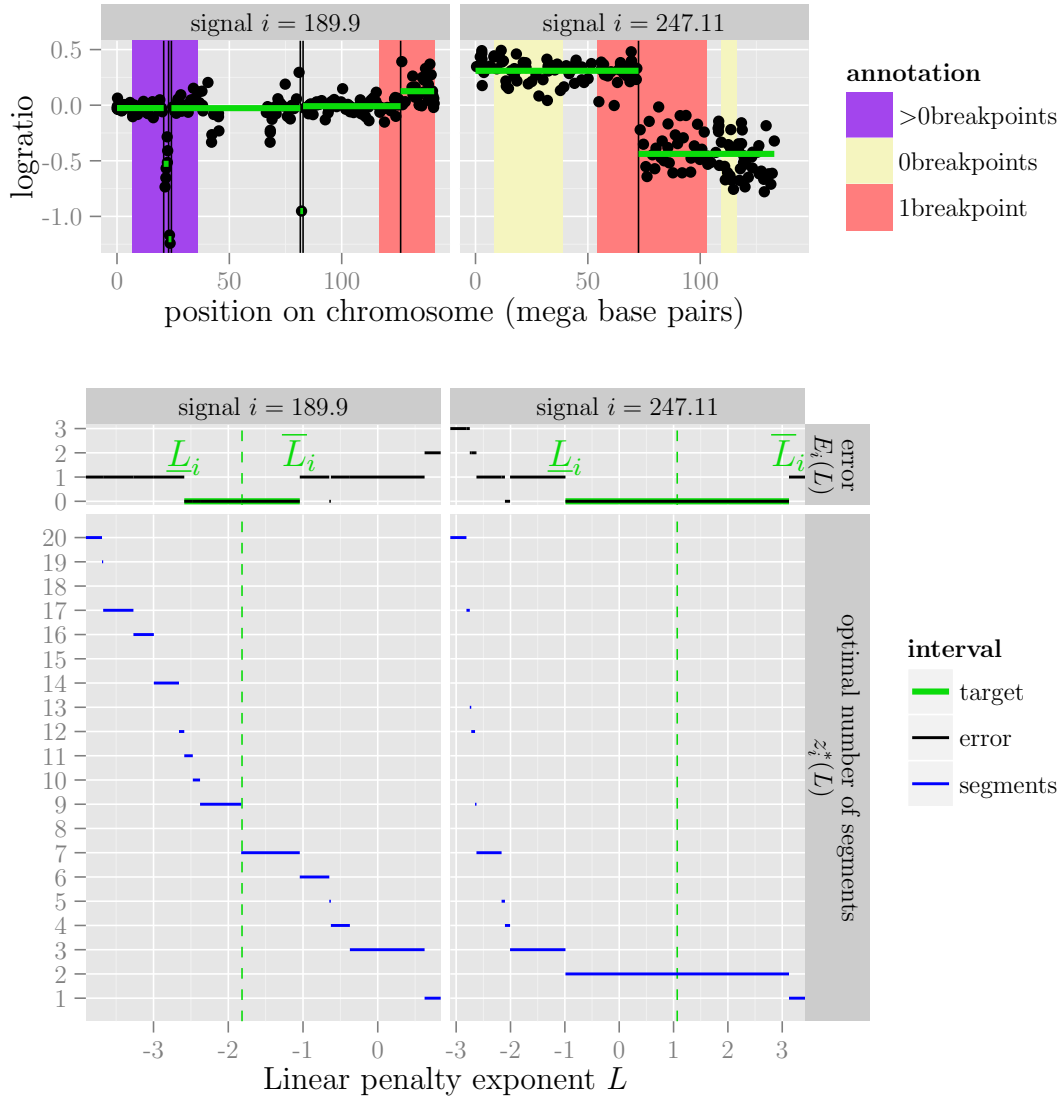 signal i = 189.9
signal i = 247.11
0.5
0.0
-0.5
-1.0
logratio
0
50
100
0
50
100
position on chromosome (mega base pairs)
annotation
>0breakpoints
0breakpoints
1breakpoint
signal i = 189.9
signal i = 247.11
3
2
1
0
L_i
L̅_i
L_i
L̅_i
error
E_i(L)
20
19
18
17
16
15
14
13
12
11
10
9
8
7
6
5
4
3
2
1
optimal number of segments
z_i^*(L)
-3
-2
-1
0
-3
-2
-1
0
1
2
3
Linear penalty exponent L
interval
target
error
segments